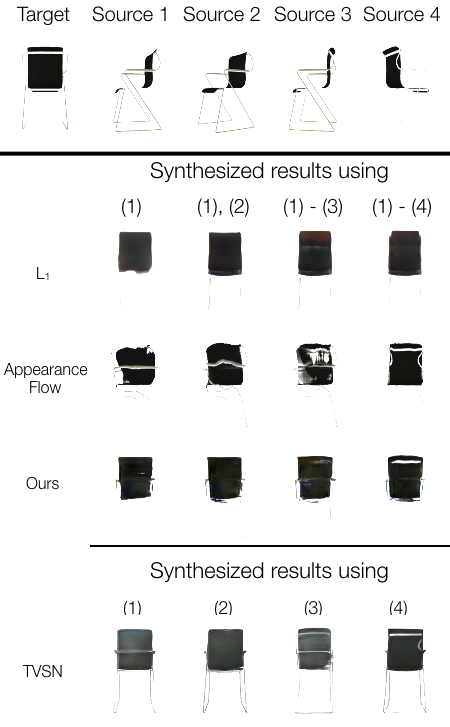 Target Source 1 Source 2 Source 3 Source 4
Synthesized results using
(1) (1), (2) (1) - (3) (1) - (4)
L₁
Appearance
Flow
Ours
Synthesized results using
(1) (2) (3) (4)
TVSN